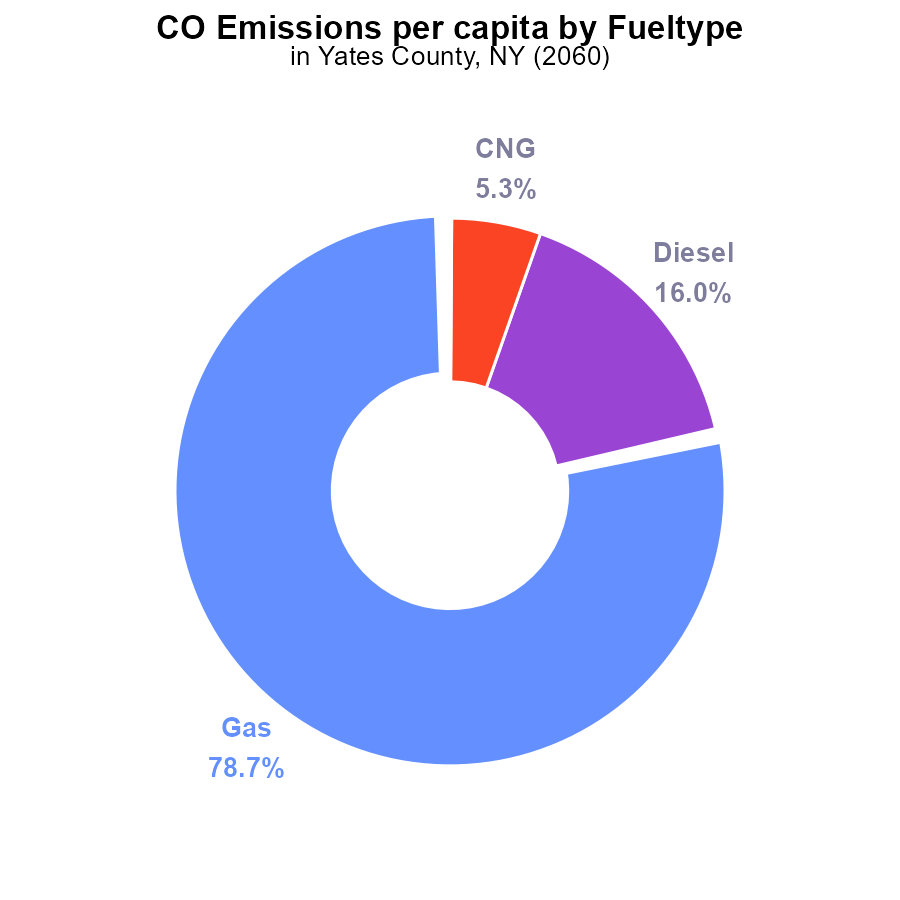 CO Emissions per capita by Fueltype
in Yates County, NY (2060)
CNG
5.3%
Diesel
16.0%
Gas
78.7%